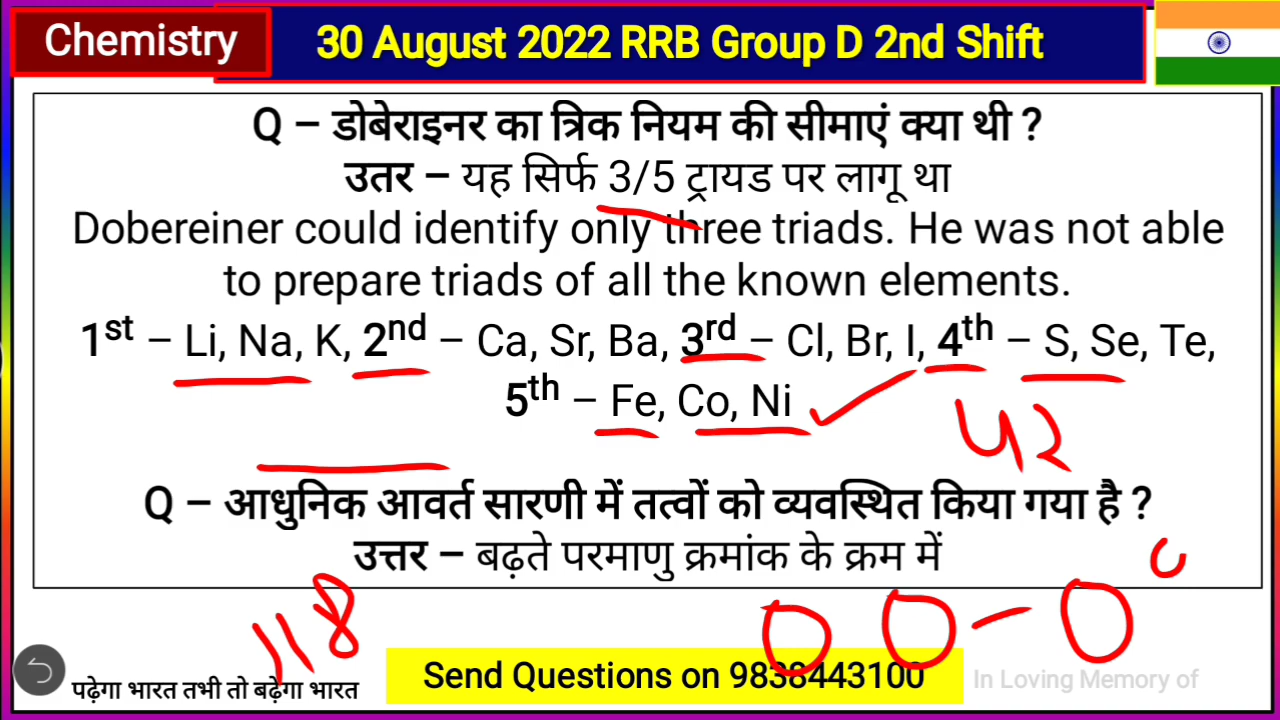 Chemistry
30 August 2022 RRB Group D 2nd Shift
Q – डोबेराइनर का त्रिक नियम की सीमाएं क्या थी ?
उतर – यह सिर्फ 3/5 ट्रायड पर लागू था
Dobereiner could identify only three triads. He was not able
to prepare triads of all the known elements.
1st – Li, Na, K, 2nd – Ca, Sr, Ba, 3rd – Cl, Br, I, 4th – S, Se, Te,
5th – Fe, Co, Ni
42
Q – आधुनिक आवर्त सारणी में तत्वों को व्यवस्थित किया गया है ?
उत्तर – बढ़ते परमाणु क्रमांक के क्रम में
118
पढ़ेगा भारत तभी तो बढ़ेगा भारत
Send Questions on 9838443100
In Loving Memory of